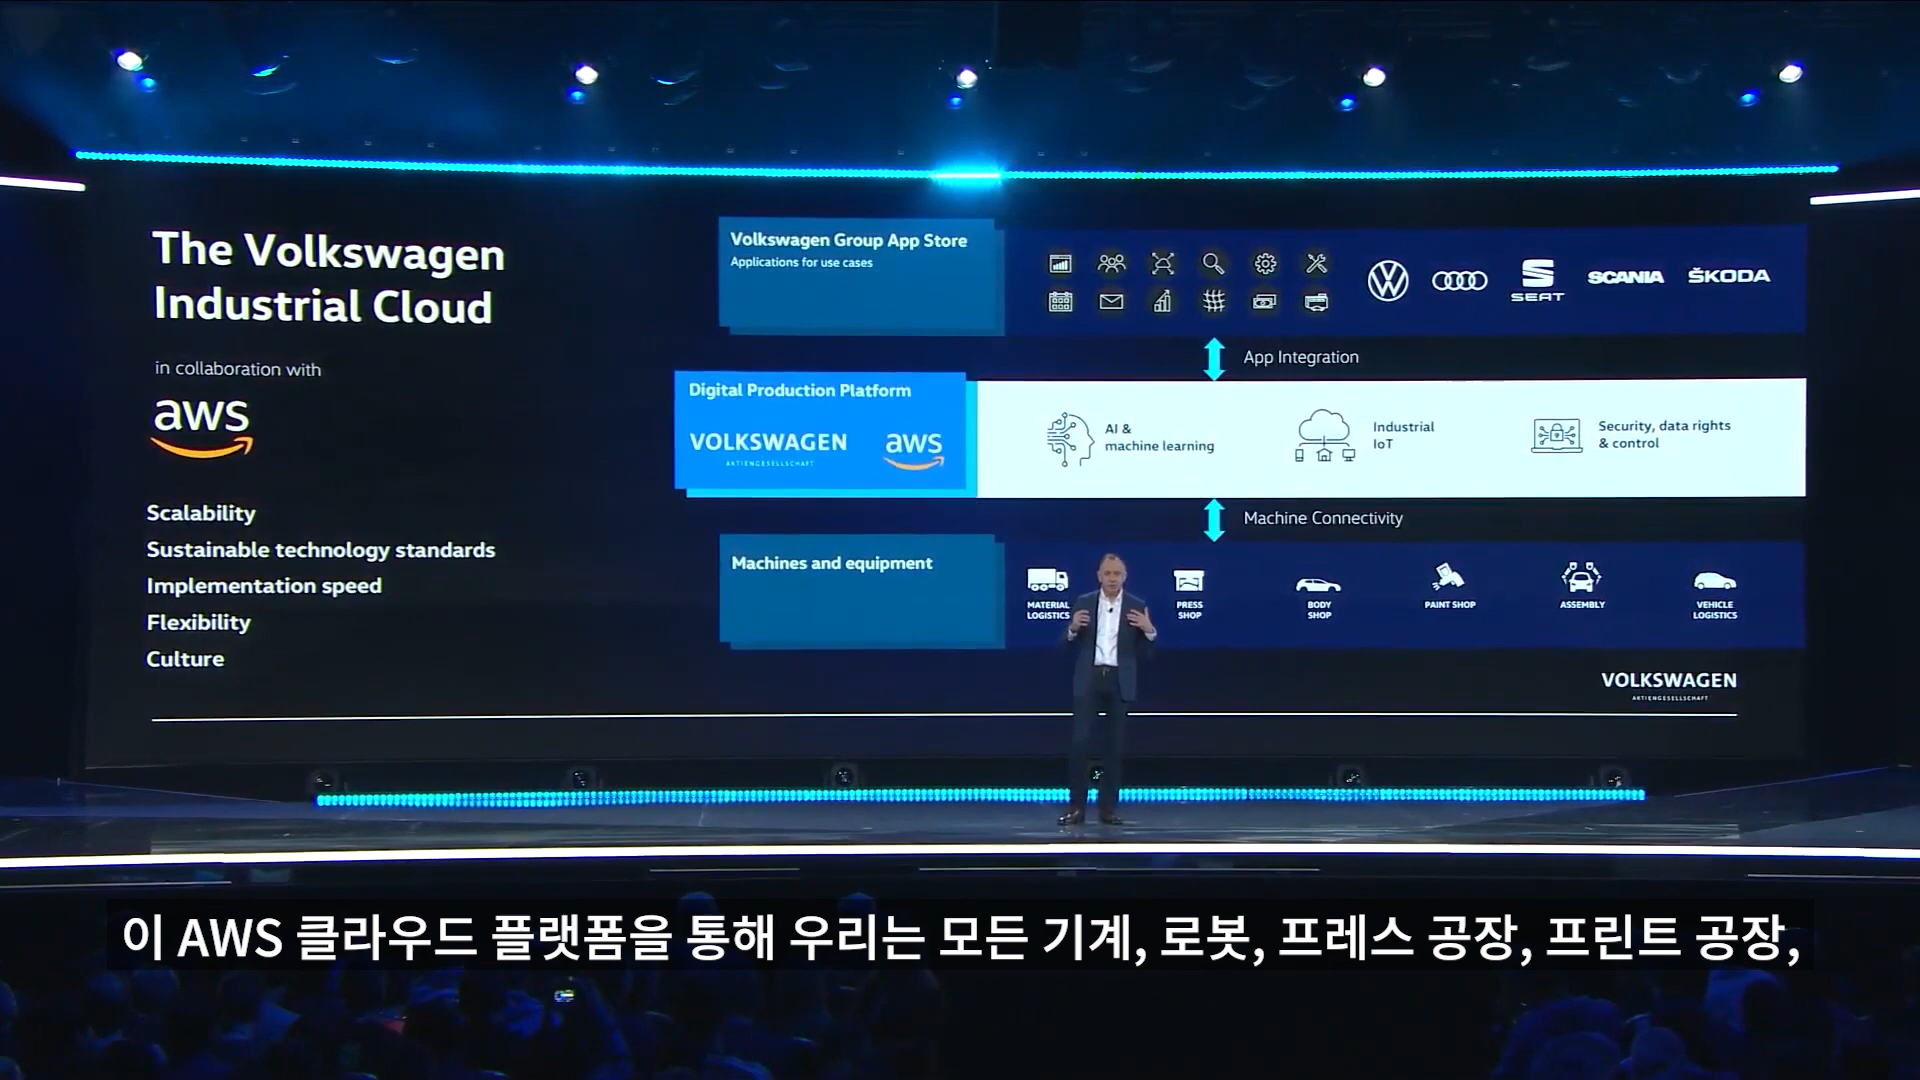 The Volkswagen
Industrial Cloud
in collaboration with
aws
Scalability
Sustainable technology standards
Implementation speed
Flexibility
Culture
Volkswagen Group App Store
Applications for use cases
SEAT
SCANIA
ŠKODA
App Integration
Digital Production Platform
VOLKSWAGEN
AKTIENGESELLSCHAFT
aws
AI &
machine learning
Industrial
IoT
Security, data rights
& control
Machine Connectivity
Machines and equipment
MATERIAL
LOGISTICS
PRESS
SHOP
BODY
SHOP
PAINT SHOP
ASSEMBLY
VEHICLE
LOGISTICS
VOLKSWAGEN
AKTIENGESELLSCHAFT
이 AWS 클라우드 플랫폼을 통해 우리는 모든 기계, 로봇, 프레스 공장, 프린트 공장,